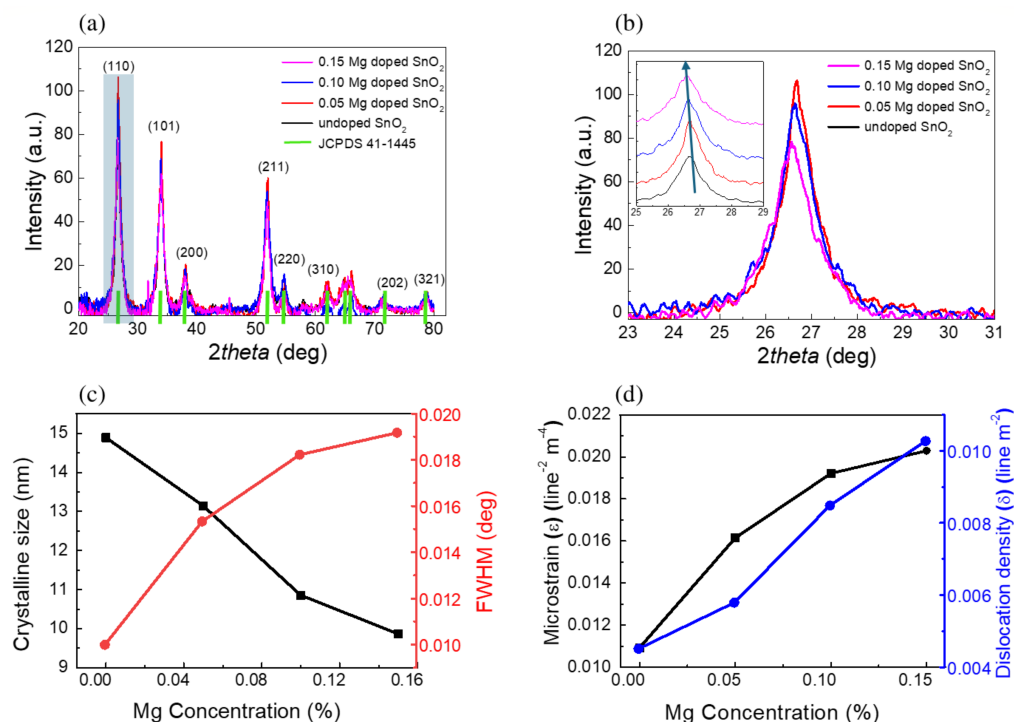 (a)
120
100
80
60
40
20
0
20 30 40 50 60 70 80
Intensity (a.u.)
2theta (deg)
(110)
(101)
(200)
(211)
(220)
(310)
(202)
(321)
0.15 Mg doped SnO₂
0.10 Mg doped SnO₂
0.05 Mg doped SnO₂
undoped SnO₂
JCPDS 41-1445
(b)
120
100
80
60
40
20
0
23 24 25 26 27 28 29 30 31
Intensity (a.u.)
2theta (deg)
25 26 27 28 29
0.15 Mg doped SnO₂
0.10 Mg doped SnO₂
0.05 Mg doped SnO₂
undoped SnO₂
(c)
15
14
13
12
11
10
9
Crystalline size (nm)
0.00 0.04 0.08 0.12 0.16
Mg Concentration (%)
0.020
0.018
0.016
0.014
0.012
0.010
FWHM (deg)
(d)
0.022
0.020
0.018
0.016
0.014
0.012
0.010
Microstrain (ε) (line⁻² m⁻⁴)
0.00 0.05 0.10 0.15
Mg Concentration (%)
0.010
0.008
0.006
0.004
Dislocation density (δ) (line m⁻²)